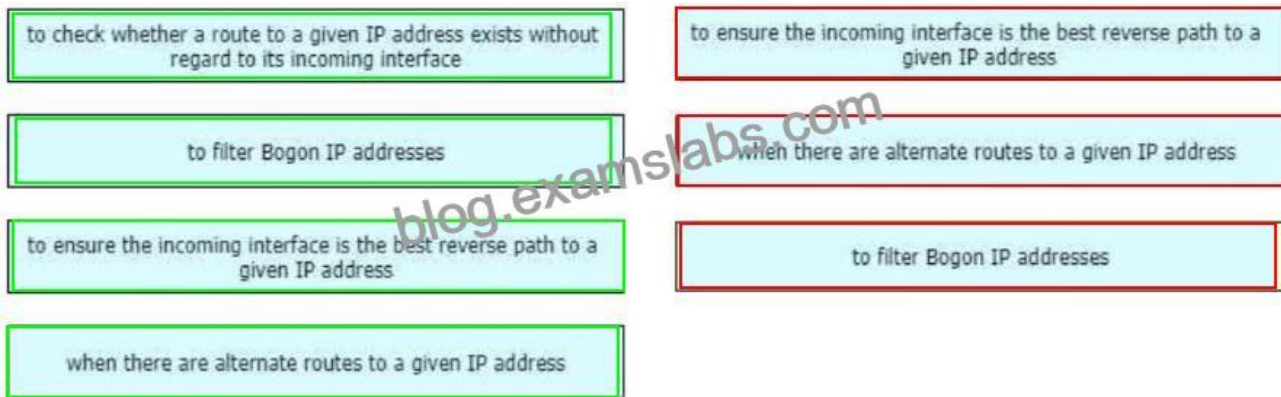 to check whether a route to a given IP address exists without
regard to its incoming interface
to filter Bogon IP addresses
to ensure the incoming interface is the best reverse path to a
given IP address
when there are alternate routes to a given IP address
to ensure the incoming interface is the best reverse path to a
given IP address
when there are alternate routes to a given IP address
to filter Bogon IP addresses
blog.examslabs.com